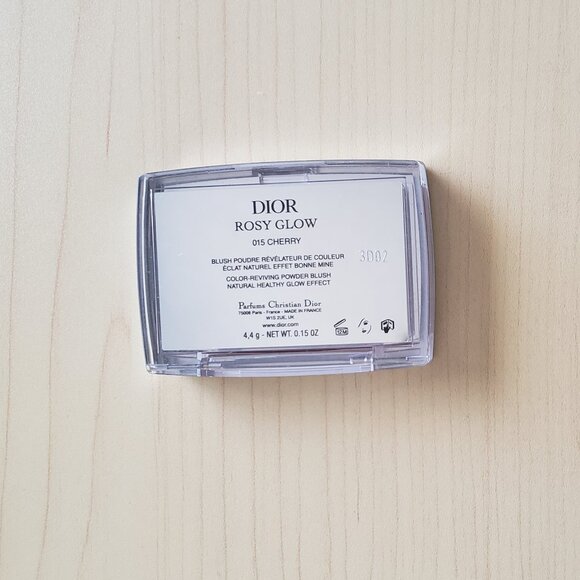 DIOR
ROSY GLOW
015 CHERRY
BLUSH POUDRE RÉVÉLATEUR DE COULEUR
ÉCLAT NATUREL EFFET BONNE MINE
3D02
COLOR-REVIVING POWDER BLUSH
NATURAL HEALTHY GLOW EFFECT
Parfums Christian Dior
75008 Paris - France - MADE IN FRANCE
W1S 2UE, UK
www.dior.com
4,4 g - NET WT. 0.15 OZ
12M